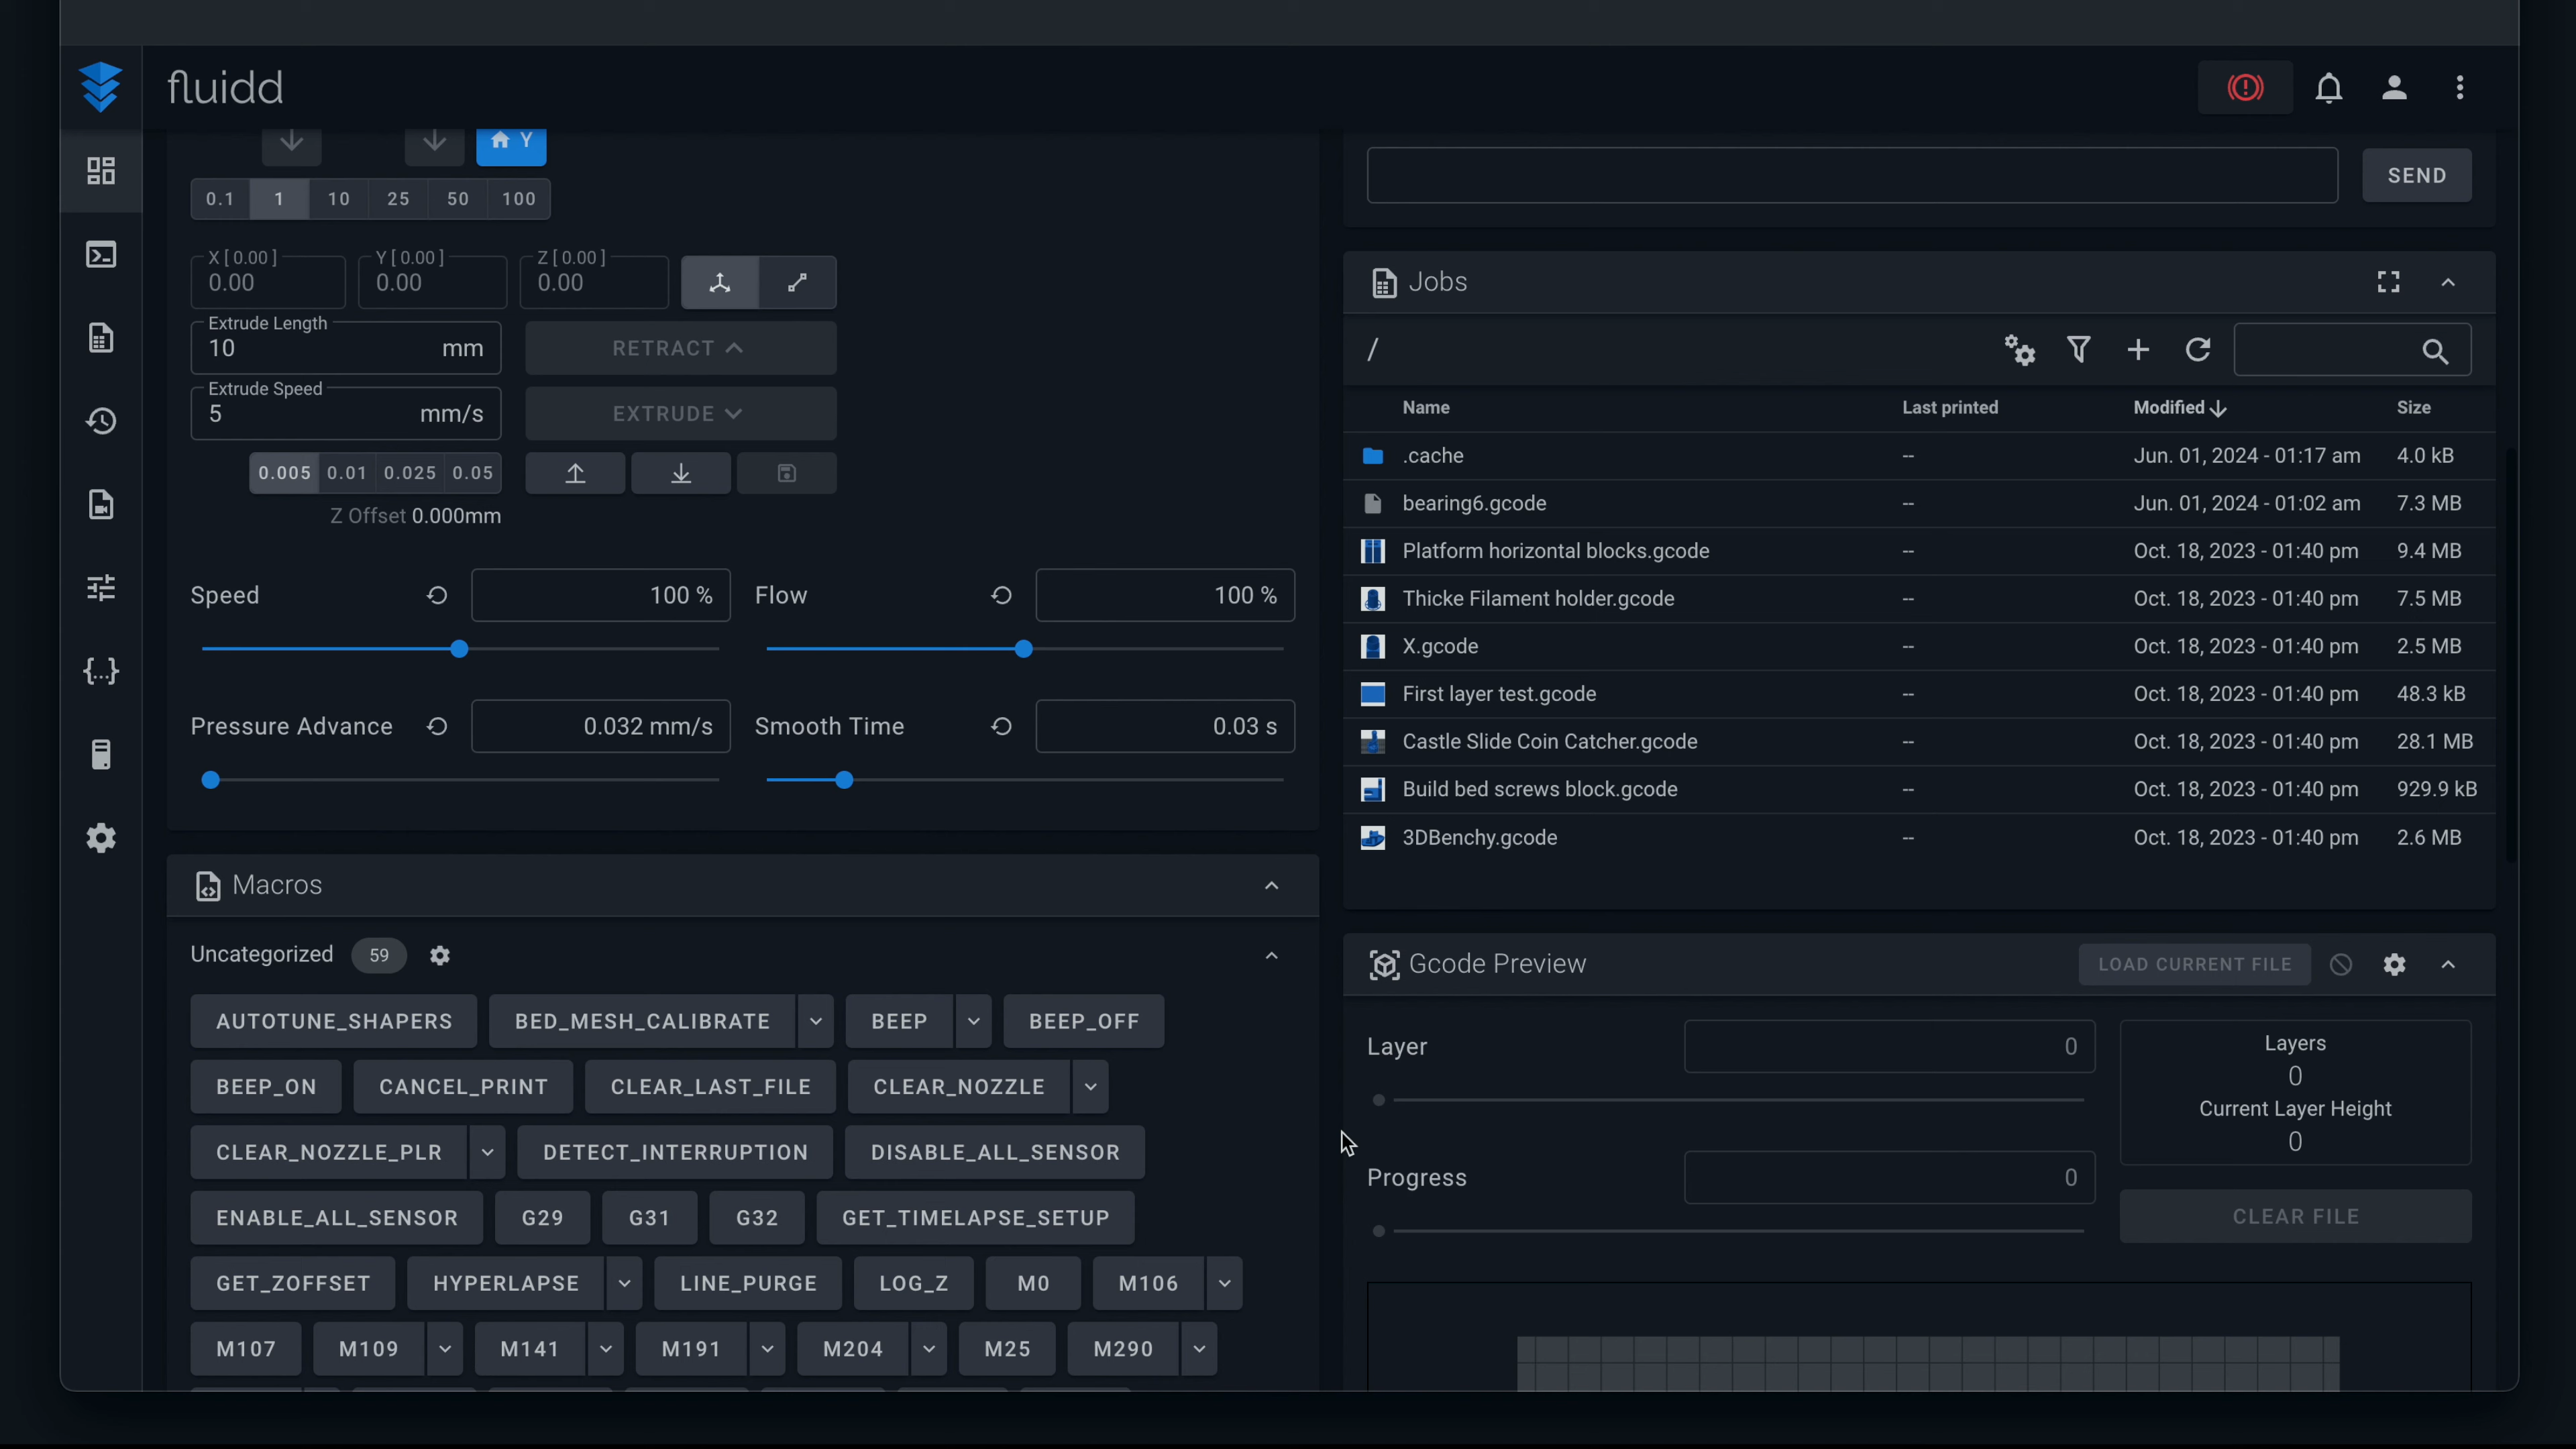 fluidd
Y
0.1 1 10 25 50 100
X [ 0.00 ] Y [ 0.00 ] Z [ 0.00 ]
0.00 0.00 0.00
Extrude Length
10 mm RETRACT
Extrude Speed
5 mm/s EXTRUDE
0.005 0.01 0.025 0.05
Z Offset 0.000mm
Speed 100 % Flow 100 %
Pressure Advance 0.032 mm/s Smooth Time 0.03 s
Macros
Uncategorized 59
AUTOTUNE_SHAPERS BED_MESH_CALIBRATE BEEP BEEP_OFF
BEEP_ON CANCEL_PRINT CLEAR_LAST_FILE CLEAR_NOZZLE
CLEAR_NOZZLE_PLR DETECT_INTERRUPTION DISABLE_ALL_SENSOR
ENABLE_ALL_SENSOR G29 G31 G32 GET_TIMELAPSE_SETUP
GET_ZOFFSET HYPERLAPSE LINE_PURGE LOG_Z M0 M106
M107 M109 M141 M191 M204 M25 M290
SEND
Jobs
/
Name Last printed Modified Size
.cache -- Jun. 01, 2024 - 01:17 am 4.0 kB
bearing6.gcode -- Jun. 01, 2024 - 01:02 am 7.3 MB
Platform horizontal blocks.gcode -- Oct. 18, 2023 - 01:40 pm 9.4 MB
Thicke Filament holder.gcode -- Oct. 18, 2023 - 01:40 pm 7.5 MB
X.gcode -- Oct. 18, 2023 - 01:40 pm 2.5 MB
First layer test.gcode -- Oct. 18, 2023 - 01:40 pm 48.3 kB
Castle Slide Coin Catcher.gcode -- Oct. 18, 2023 - 01:40 pm 28.1 MB
Build bed screws block.gcode -- Oct. 18, 2023 - 01:40 pm 929.9 kB
3DBenchy.gcode -- Oct. 18, 2023 - 01:40 pm 2.6 MB
Gcode Preview LOAD CURRENT FILE
Layer 0
Layers
0
Current Layer Height
0
Progress 0
CLEAR FILE